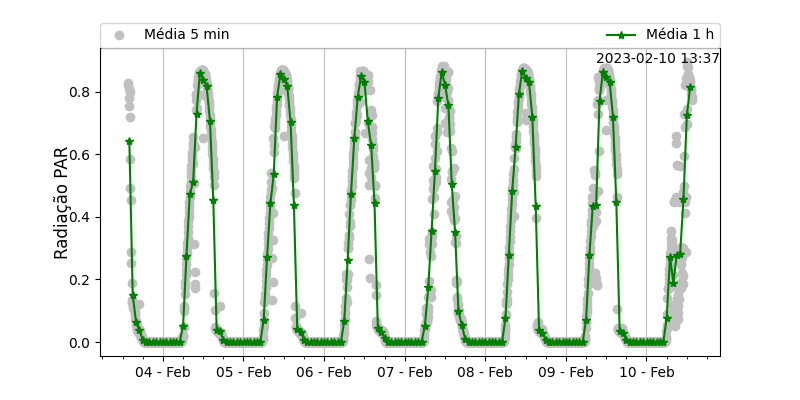 Média 5 min
Média 1 h
2023-02-10 13:37
Radiação PAR
0.8
0.6
0.4
0.2
0.0
04 - Feb
05 - Feb
06 - Feb
07 - Feb
08 - Feb
09 - Feb
10 - Feb